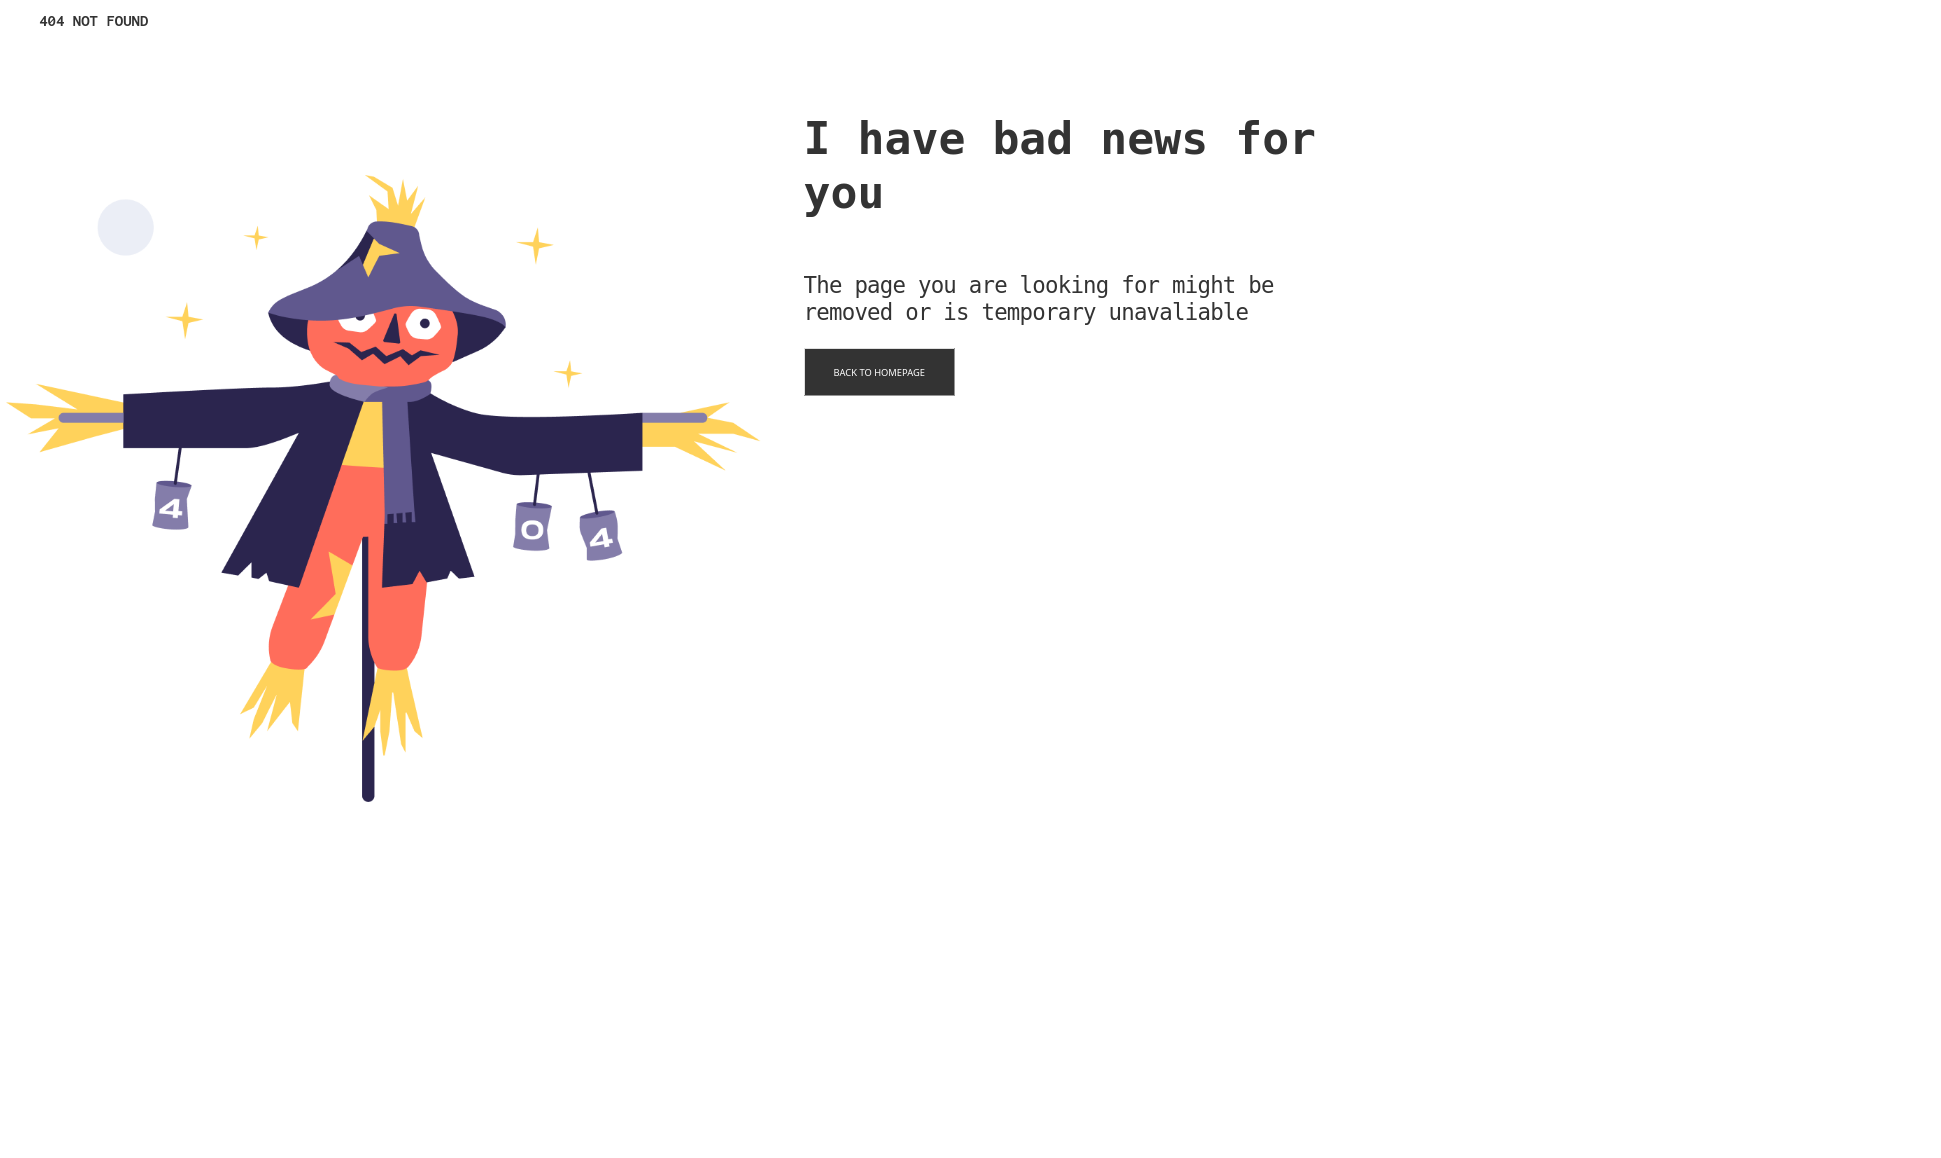 404 NOT FOUND
I have bad news for
you
The page you are looking for might be
removed or is temporary unavaliable
BACK TO HOMEPAGE
4
0
4